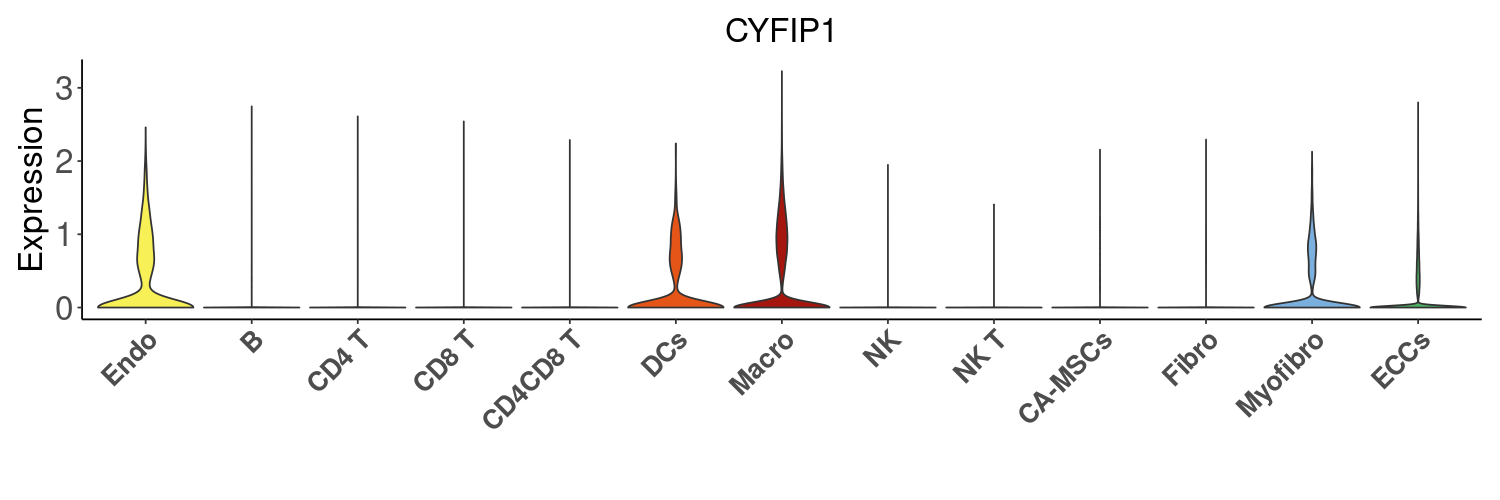 CYFIP1
Expression
3
2
1
0
Endo
B
CD4 T
CD8 T
CD4CD8 T
DCs
Macro
NK
NK T
CA-MSCs
Fibro
Myofibro
ECCs